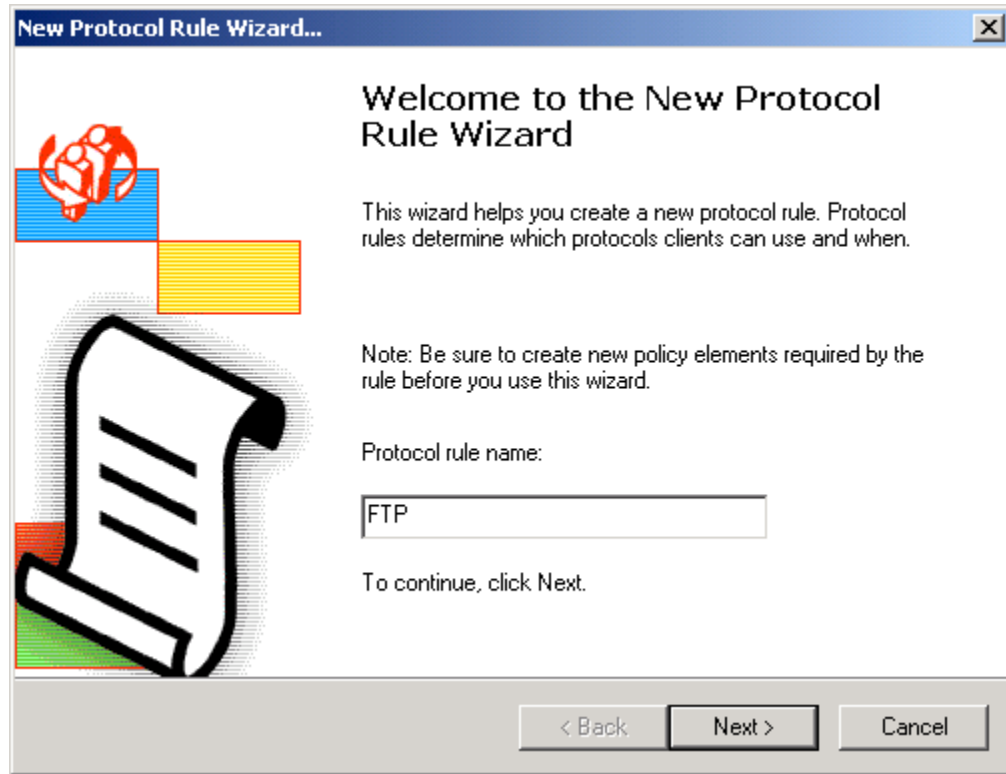 New Protocol Rule Wizard...
Welcome to the New Protocol
Rule Wizard
This wizard helps you create a new protocol rule. Protocol
rules determine which protocols clients can use and when.
Note: Be sure to create new policy elements required by the
rule before you use this wizard.
Protocol rule name:
FTP
To continue, click Next.
< Back
Next >
Cancel